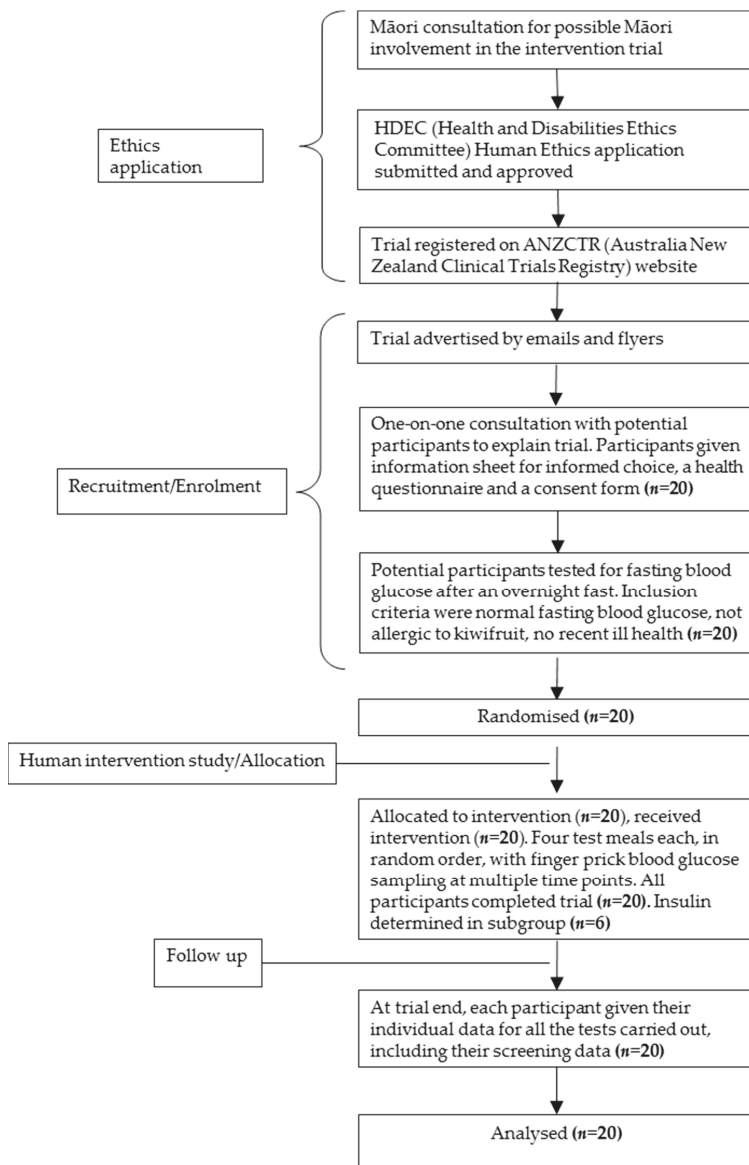 Māori consultation for possible Māori
involvement in the intervention trial
Ethics
application
HDEC (Health and Disabilities Ethics
Committee) Human Ethics application
submitted and approved
Trial registered on ANZCTR (Australia New
Zealand Clinical Trials Registry) website
Trial advertised by emails and flyers
Recruitment/Enrolment
One-on-one consultation with potential
participants to explain trial. Participants given
information sheet for informed choice, a health
questionnaire and a consent form (n=20)
Potential participants tested for fasting blood
glucose after an overnight fast. Inclusion
criteria were normal fasting blood glucose, not
allergic to kiwifruit, no recent ill health (n=20)
Randomised (n=20)
Human intervention study/Allocation
Allocated to intervention (n=20), received
intervention (n=20). Four test meals each, in
random order, with finger prick blood glucose
sampling at multiple time points. All
participants completed trial (n=20). Insulin
determined in subgroup (n=6)
Follow up
At trial end, each participant given their
individual data for all the tests carried out,
including their screening data (n=20)
Analysed (n=20)